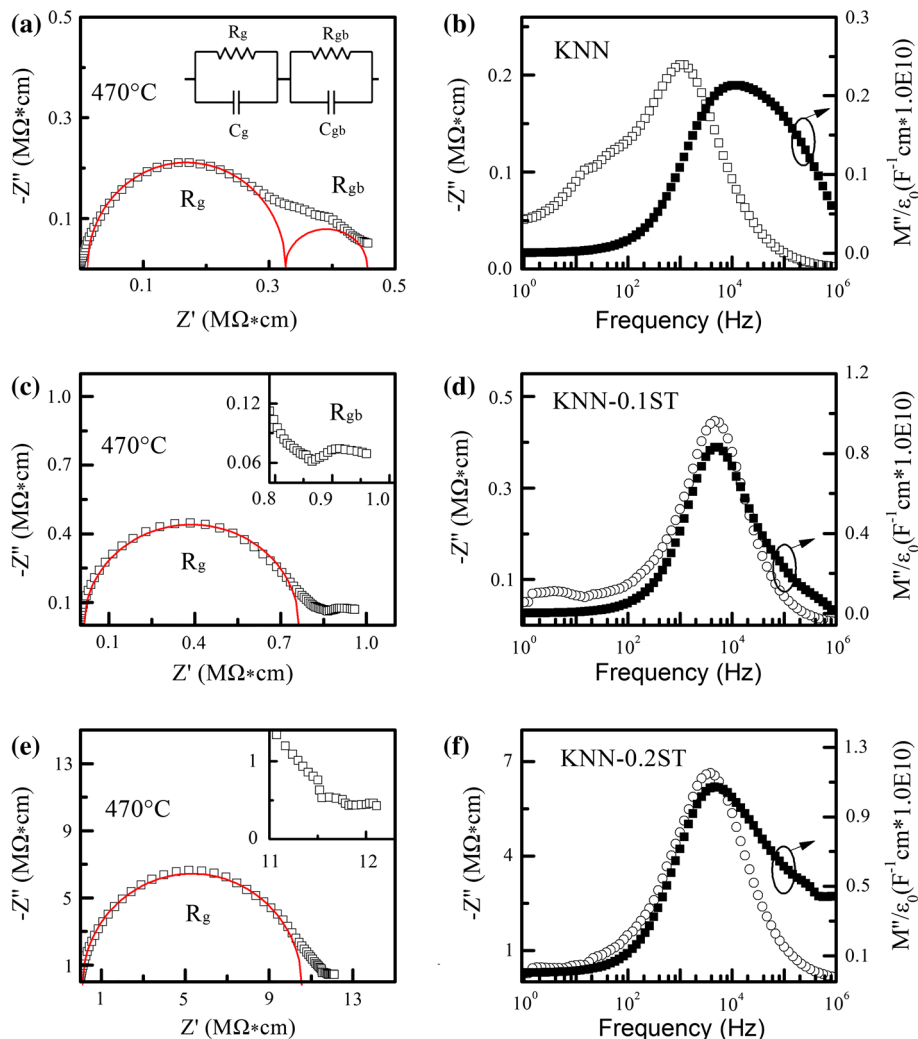 (a)
0.5
0.4
0.3
0.1
-Z'' (MΩ*cm)
470°C
Rg
Rgb
Cg
Cgb
Rg
Rgb
0.1 0.3 0.5
Z' (MΩ*cm)
(b)
0.2
0.1
0.0
-Z'' (MΩ*cm)
KNN
0.3
0.2
0.1
0.0
M''/ε0(F-1cm*1.0E10)
10^0 10^2 10^4 10^6
Frequency (Hz)
(c)
1.0
0.7
0.4
0.1
-Z'' (MΩ*cm)
470°C
0.12
0.06
Rgb
0.8 0.9 1.0
Rg
0.1 0.4 0.7 1.0
Z' (MΩ*cm)
(d)
0.5
0.3
0.1
-Z'' (MΩ*cm)
KNN-0.1ST
1.2
0.8
0.4
0.0
M''/ε0(F-1cm*1.0E10)
10^0 10^2 10^4 10^6
Frequency (Hz)
(e)
15
13
9
7
5
1
-Z'' (MΩ*cm)
470°C
1
0
11 12
Rg
1 5 9 13
Z' (MΩ*cm)
(f)
7
4
1
-Z'' (MΩ*cm)
KNN-0.2ST
1.3
1.0
0.5
0.0
M''/ε0(F-1cm*1.0E10)
10^0 10^2 10^4 10^6
Frequency (Hz)